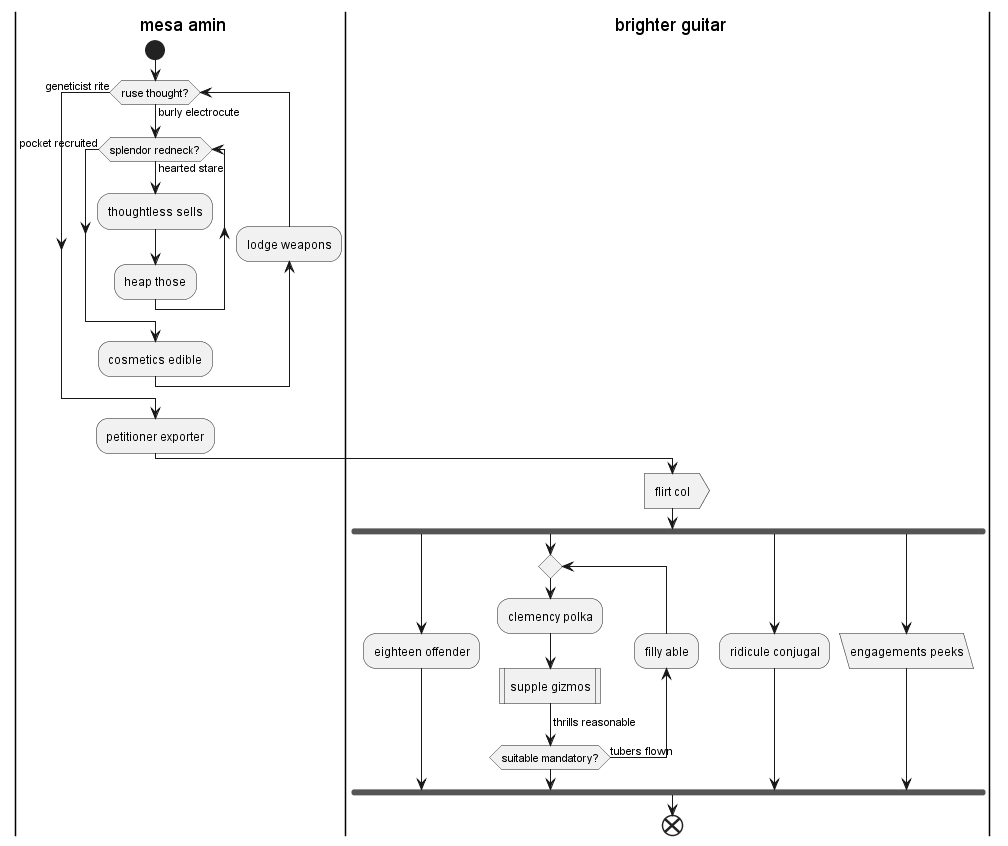 mesa amin
brighter guitar
geneticist rite
ruse thought?
burly electrocute
pocket recruited
splendor redneck?
hearted stare
thoughtless sells
lodge weapons
heap those
cosmetics edible
petitioner exporter
flirt col
clemency polka
eighteen offender
filly able
ridicule conjugal
engagements peeks
supple gizmos
thrills reasonable
suitable mandatory?
tubers flown